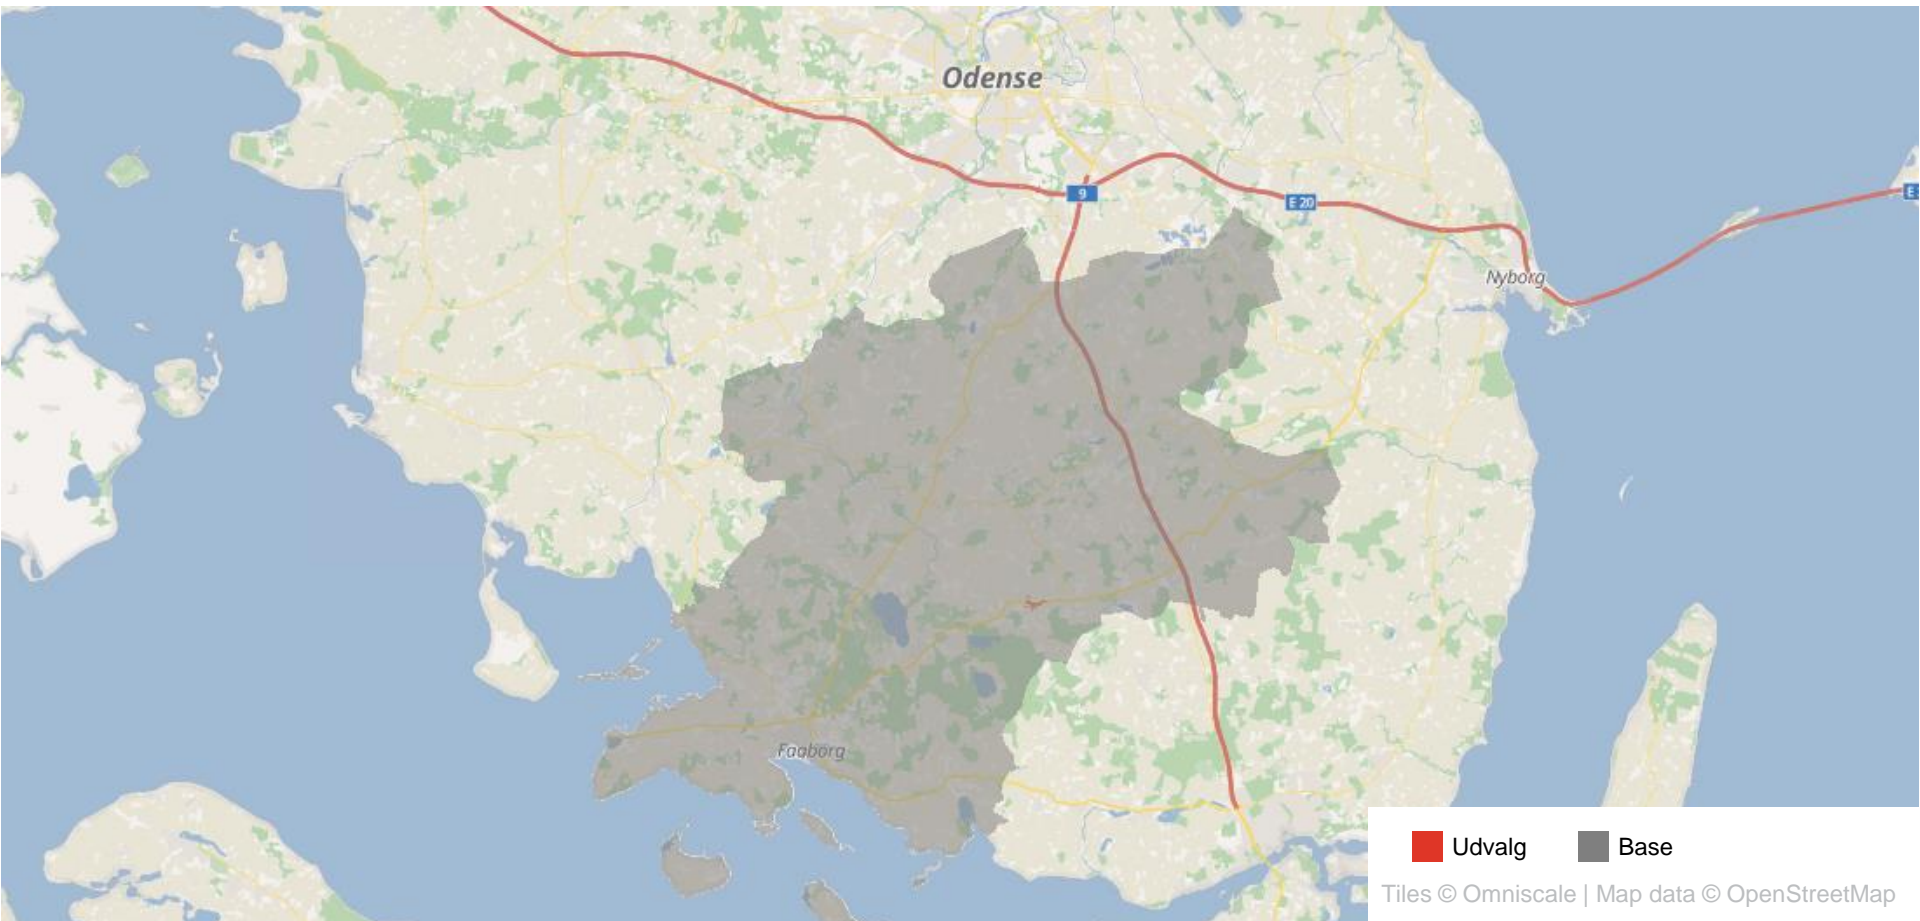 Odense
9
E 20
E
Nyborg
Faaborg
Udvalg
Base
Tiles © Omniscale | Map data © OpenStreetMap